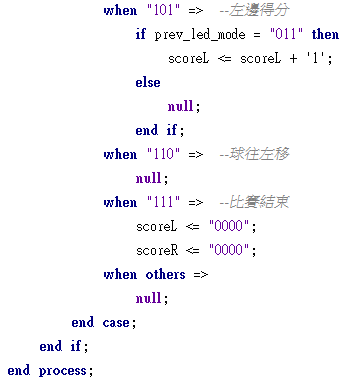 when "101" => --左邊得分
if prev_led_mode = "011" then
scoreL <= scoreL + '1';
else
null;
end if;
when "110" => --球往左移
null;
when "111" => --比賽結束
scoreL <= "0000";
scoreR <= "0000";
when others =>
null;
end case;
end if;
end process;